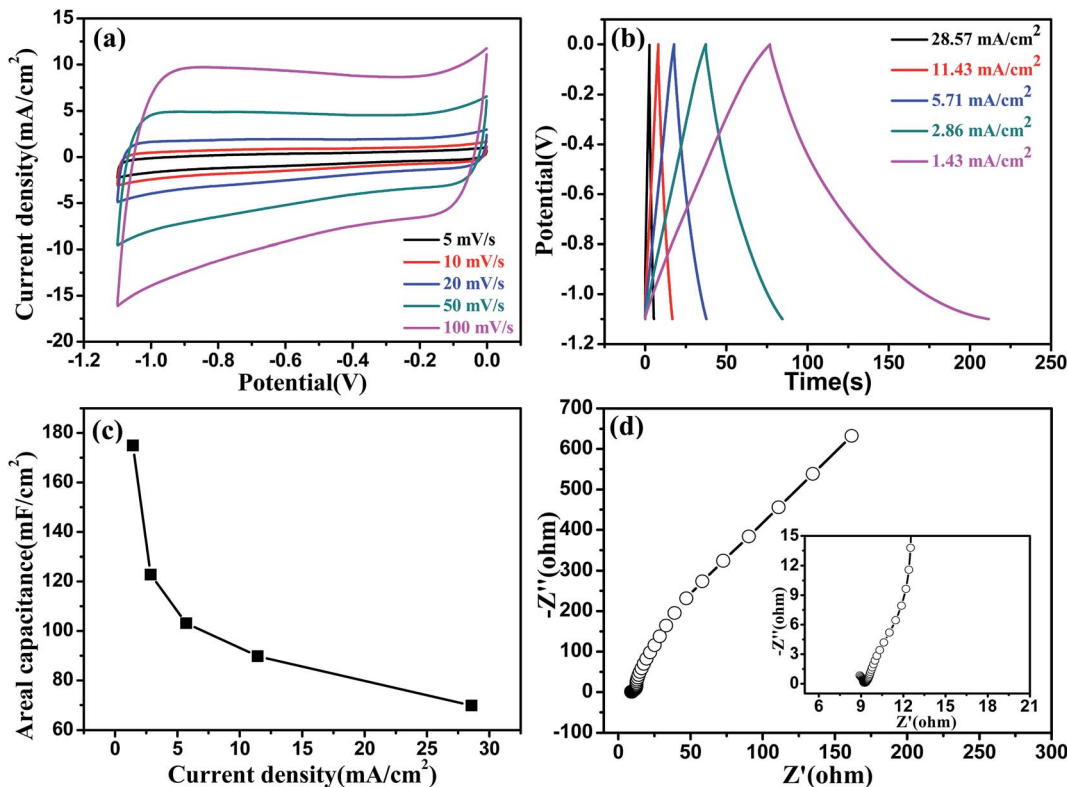 (a)
Current density(mA/cm²)
15
10
5
0
-5
-10
-15
-20
-1.2 -1.0 -0.8 -0.6 -0.4 -0.2 0.0
Potential(V)
5 mV/s
10 mV/s
20 mV/s
50 mV/s
100 mV/s
(b)
Potential(V)
0.0
-0.2
-0.4
-0.6
-0.8
-1.0
-1.2
0 50 100 150 200 250
Time(s)
28.57 mA/cm²
11.43 mA/cm²
5.71 mA/cm²
2.86 mA/cm²
1.43 mA/cm²
(c)
Areal capacitance(mF/cm²)
180
160
140
120
100
80
60
0 5 10 15 20 25 30
Current density(mA/cm²)
(d)
-Z''(ohm)
700
600
500
400
300
200
100
0
-100
0 50 100 150 200 250 300
Z'(ohm)
-Z''(ohm)
15
12
9
6
3
0
6 9 12 15 18 21
Z'(ohm)